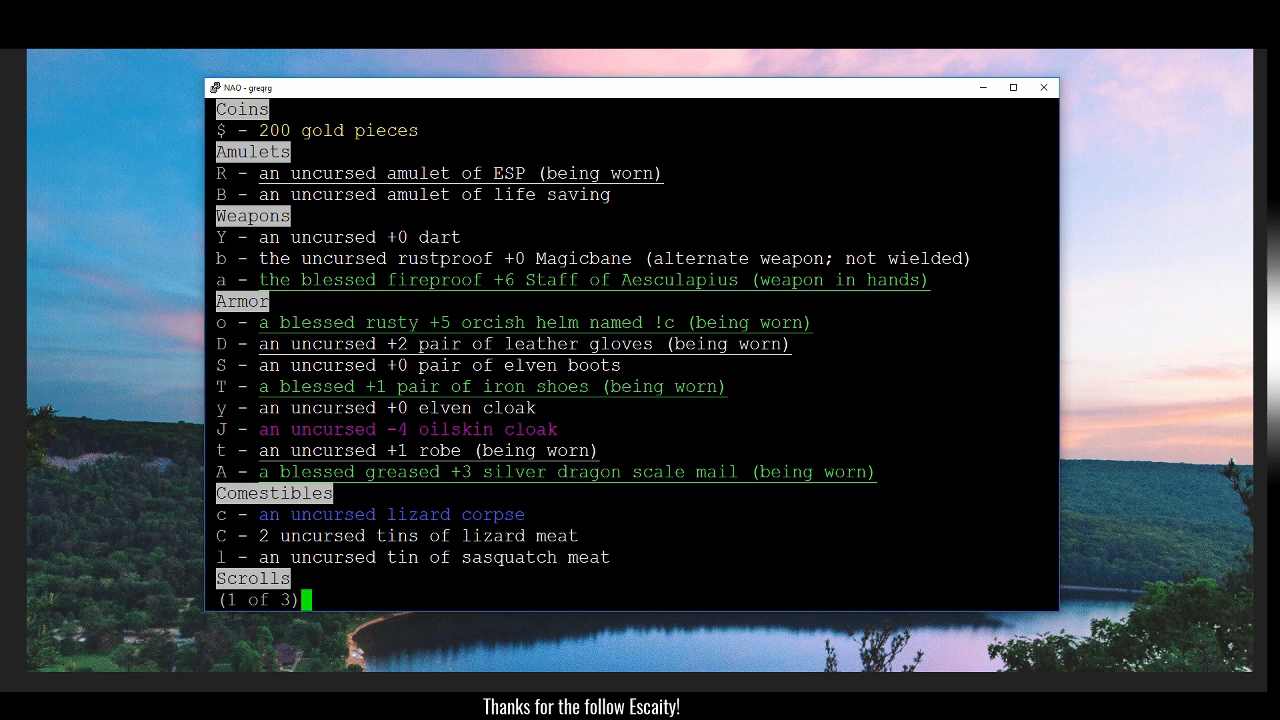 NAO - greqrg
Coins
$ - 200 gold pieces
Amulets
R - an uncursed amulet of ESP (being worn)
B - an uncursed amulet of life saving
Weapons
Y - an uncursed +0 dart
b - the uncursed rustproof +0 Magicbane (alternate weapon; not wielded)
a - the blessed fireproof +6 Staff of Aesculapius (weapon in hands)
Armor
o - a blessed rusty +5 orcish helm named !c (being worn)
D - an uncursed +2 pair of leather gloves (being worn)
S - an uncursed +0 pair of elven boots
T - a blessed +1 pair of iron shoes (being worn)
y - an uncursed +0 elven cloak
J - an uncursed -4 oilskin cloak
t - an uncursed +1 robe (being worn)
A - a blessed greased +3 silver dragon scale mail (being worn)
Comestibles
c - an uncursed lizard corpse
C - 2 uncursed tins of lizard meat
l - an uncursed tin of sasquatch meat
Scrolls
(1 of 3)
Thanks for the follow Escaity!